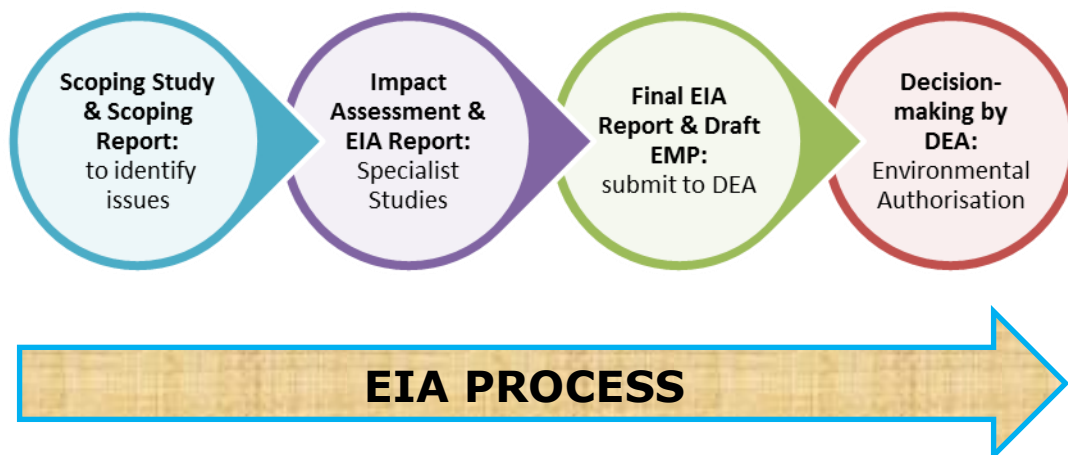 Scoping Study
& Scoping
Report:
to identify
issues
Impact
Assessment &
EIA Report:
Specialist
Studies
Final EIA
Report & Draft
EMP:
submit to DEA
Decision-
making by
DEA:
Environmental
Authorisation
EIA PROCESS